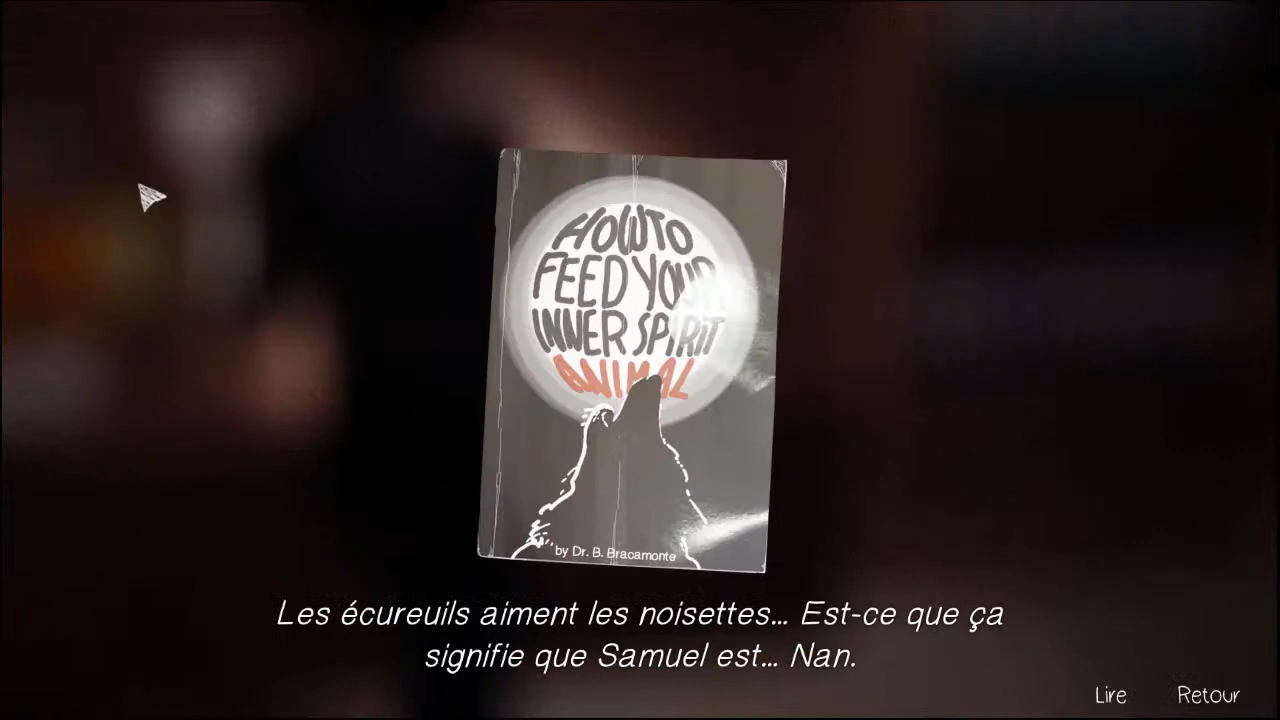 HOW TO
FEED YOUR
INNER SPIRIT
ANIMAL
by Dr. B. Bracamonte
Les écureuils aiment les noisettes... Est-ce que ça
signifie que Samuel est... Nan.
Lire Retour